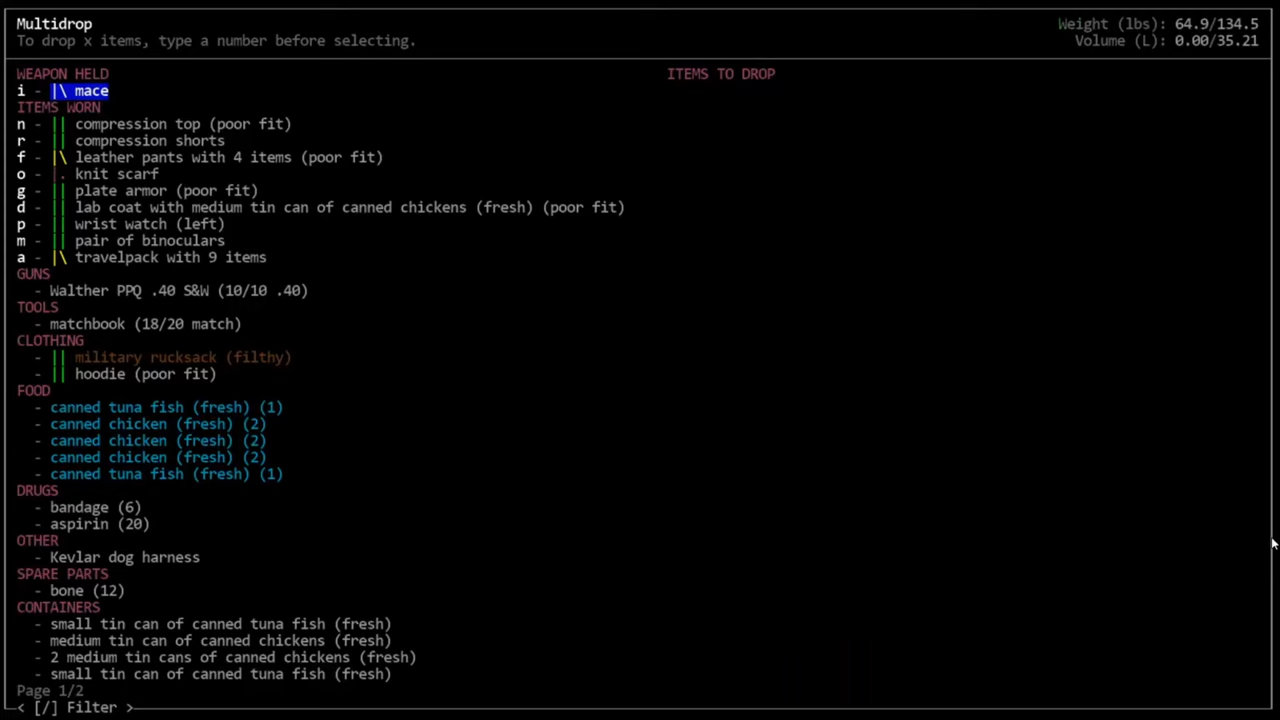 Multidrop
Weight (lbs): 64.9/134.5
To drop x items, type a number before selecting.
Volume (L): 0.00/35.21
WEAPON HELD
ITEMS TO DROP
i - |\ mace
ITEMS WORN
n - || compression top (poor fit)
r - || compression shorts
f - |\ leather pants with 4 items (poor fit)
o - |. knit scarf
g - || plate armor (poor fit)
d - || lab coat with medium tin can of canned chickens (fresh) (poor fit)
p - || wrist watch (left)
m - || pair of binoculars
a - |\ travelpack with 9 items
GUNS
- Walther PPQ .40 S&W (10/10 .40)
TOOLS
- matchbook (18/20 match)
CLOTHING
- || military rucksack (filthy)
- || hoodie (poor fit)
FOOD
- canned tuna fish (fresh) (1)
- canned chicken (fresh) (2)
- canned chicken (fresh) (2)
- canned chicken (fresh) (2)
- canned tuna fish (fresh) (1)
DRUGS
- bandage (6)
- aspirin (20)
OTHER
- Kevlar dog harness
SPARE PARTS
- bone (12)
CONTAINERS
- small tin can of canned tuna fish (fresh)
- medium tin can of canned chickens (fresh)
- 2 medium tin cans of canned chickens (fresh)
- small tin can of canned tuna fish (fresh)
Page 1/2
< [/] Filter >